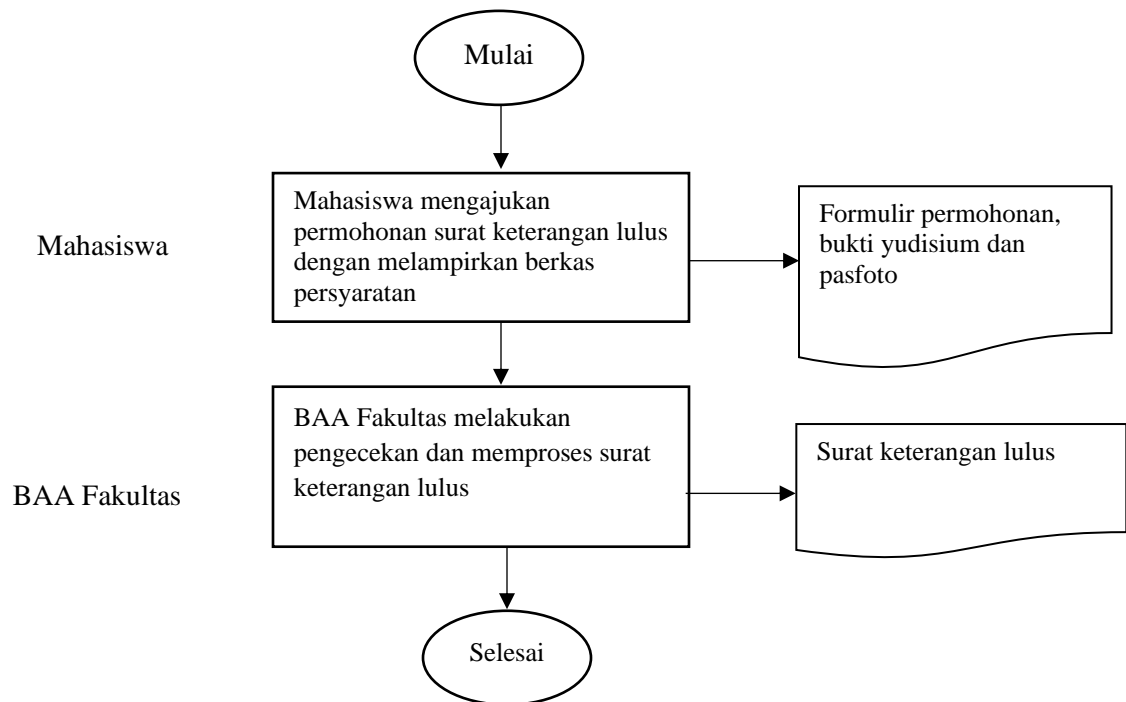 Mulai
Mahasiswa
Mahasiswa mengajukan
permohonan surat keterangan lulus
dengan melampirkan berkas
persyaratan
Formulir permohonan,
bukti yudisium dan
pasfoto
BAA Fakultas
BAA Fakultas melakukan
pengecekan dan memproses surat
keterangan lulus
Surat keterangan lulus
Selesai